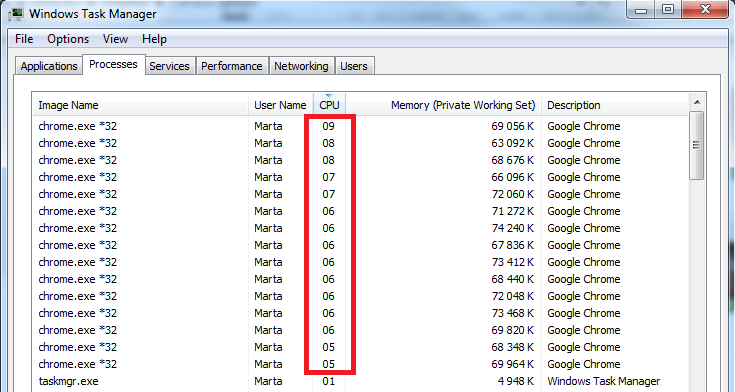 Windows Task Manager
File Options View Help
Applications Processes Services Performance Networking Users
Image Name User Name CPU Memory (Private Working Set) Description
chrome.exe *32 Marta 09 69 056 K Google Chrome
chrome.exe *32 Marta 08 63 092 K Google Chrome
chrome.exe *32 Marta 08 68 676 K Google Chrome
chrome.exe *32 Marta 07 66 096 K Google Chrome
chrome.exe *32 Marta 07 72 060 K Google Chrome
chrome.exe *32 Marta 06 71 272 K Google Chrome
chrome.exe *32 Marta 06 74 240 K Google Chrome
chrome.exe *32 Marta 06 67 836 K Google Chrome
chrome.exe *32 Marta 06 73 412 K Google Chrome
chrome.exe *32 Marta 06 68 440 K Google Chrome
chrome.exe *32 Marta 06 72 048 K Google Chrome
chrome.exe *32 Marta 06 73 468 K Google Chrome
chrome.exe *32 Marta 06 69 820 K Google Chrome
chrome.exe *32 Marta 05 68 348 K Google Chrome
chrome.exe *32 Marta 05 69 964 K Google Chrome
taskmgr.exe Marta 01 4 948 K Windows Task Manager